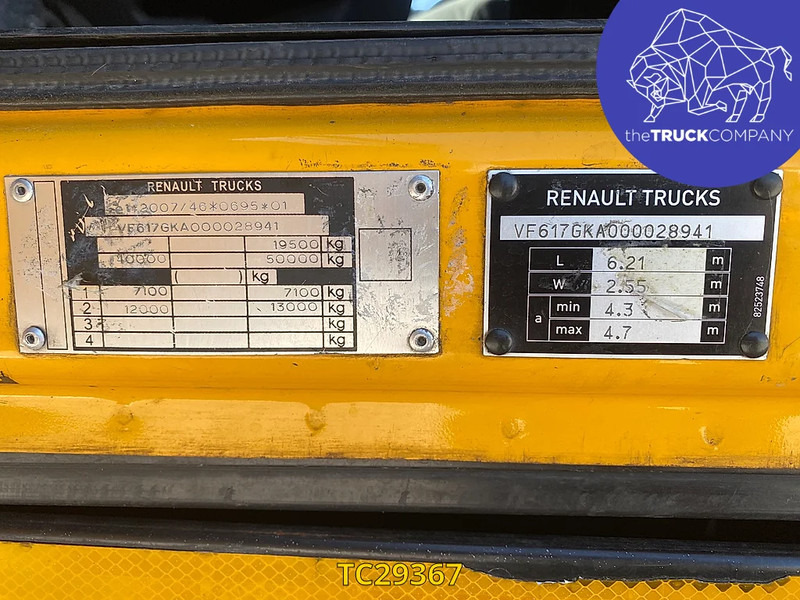 theTRUCKCOMPANY
RENAULT TRUCKS
2007/46*0695*01
VF617GKA000028941
19500 kg
40000 50000 kg
( ) kg
1 7100 7100 kg
2 12000 13000 kg
3 kg
4 kg
RENAULT TRUCKS
VF617GKA000028941
L 6.21 m
W 2.55 m
a min 4.3 m
max 4.7 m
82523748
TC29367